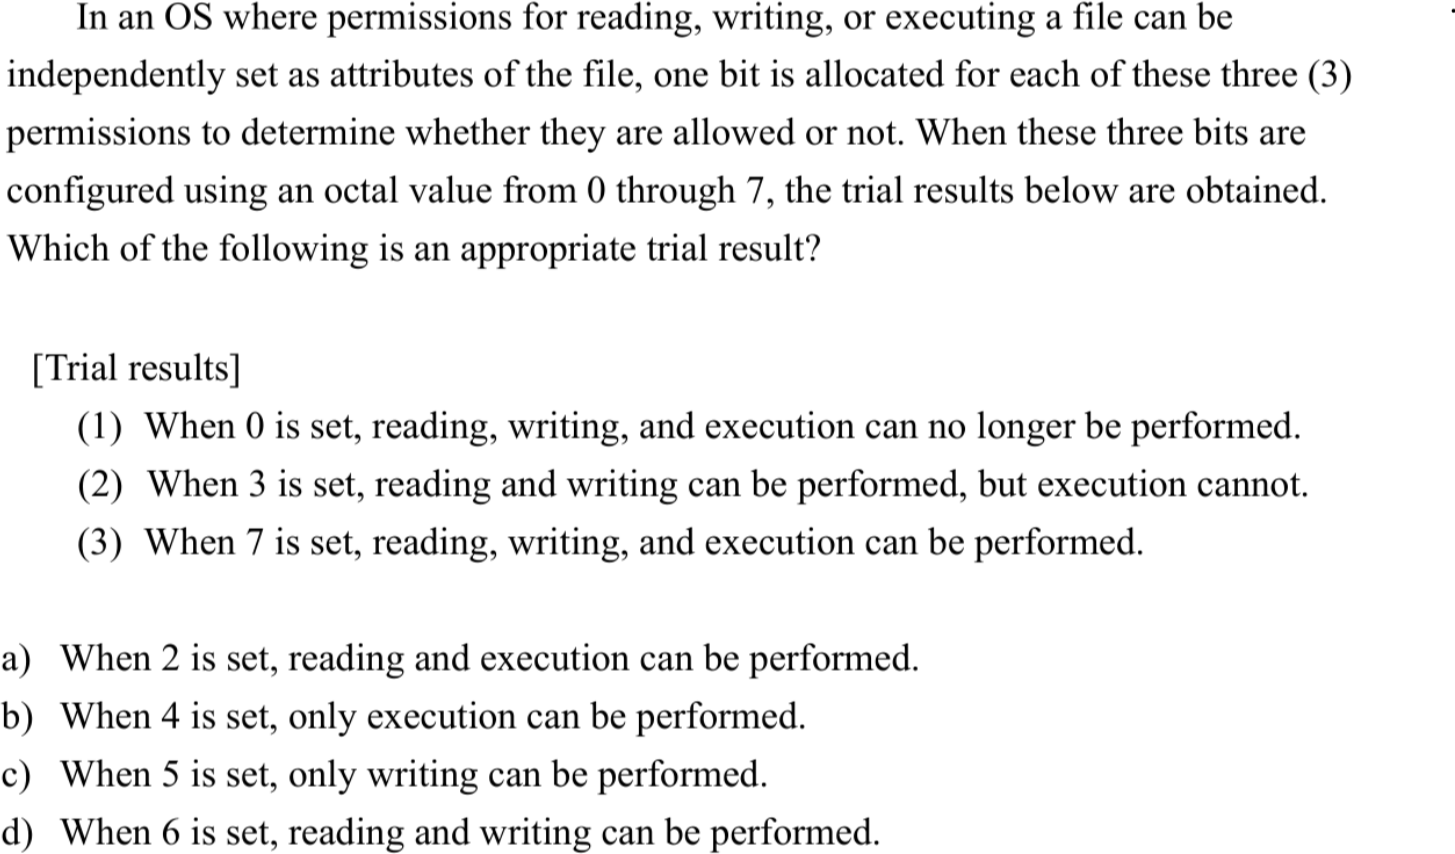 In an OS where permissions for reading, writing, or executing a file can be
independently set as attributes of the file, one bit is allocated for each of these three (3)
permissions to determine whether they are allowed or not. When these three bits are
configured using an octal value from 0 through 7, the trial results below are obtained.
Which of the following is an appropriate trial result?
[Trial results]
(1) When 0 is set, reading, writing, and execution can no longer be performed.
(2) When 3 is set, reading and writing can be performed, but execution cannot.
(3) When 7 is set, reading, writing, and execution can be performed.
a) When 2 is set, reading and execution can be performed.
b) When 4 is set, only execution can be performed.
c) When 5 is set, only writing can be performed.
d) When 6 is set, reading and writing can be performed.